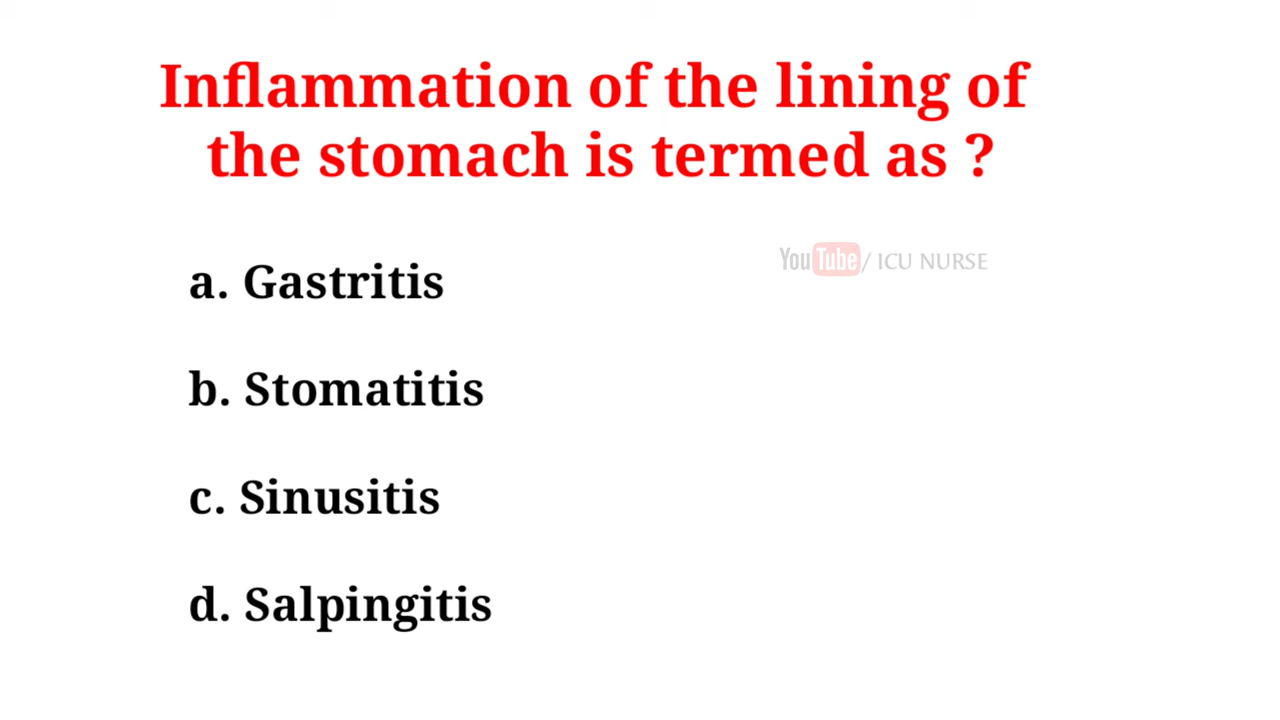 Inflammation of the lining of
the stomach is termed as ?
YouTube/ ICU NURSE
a. Gastritis
b. Stomatitis
c. Sinusitis
d. Salpingitis